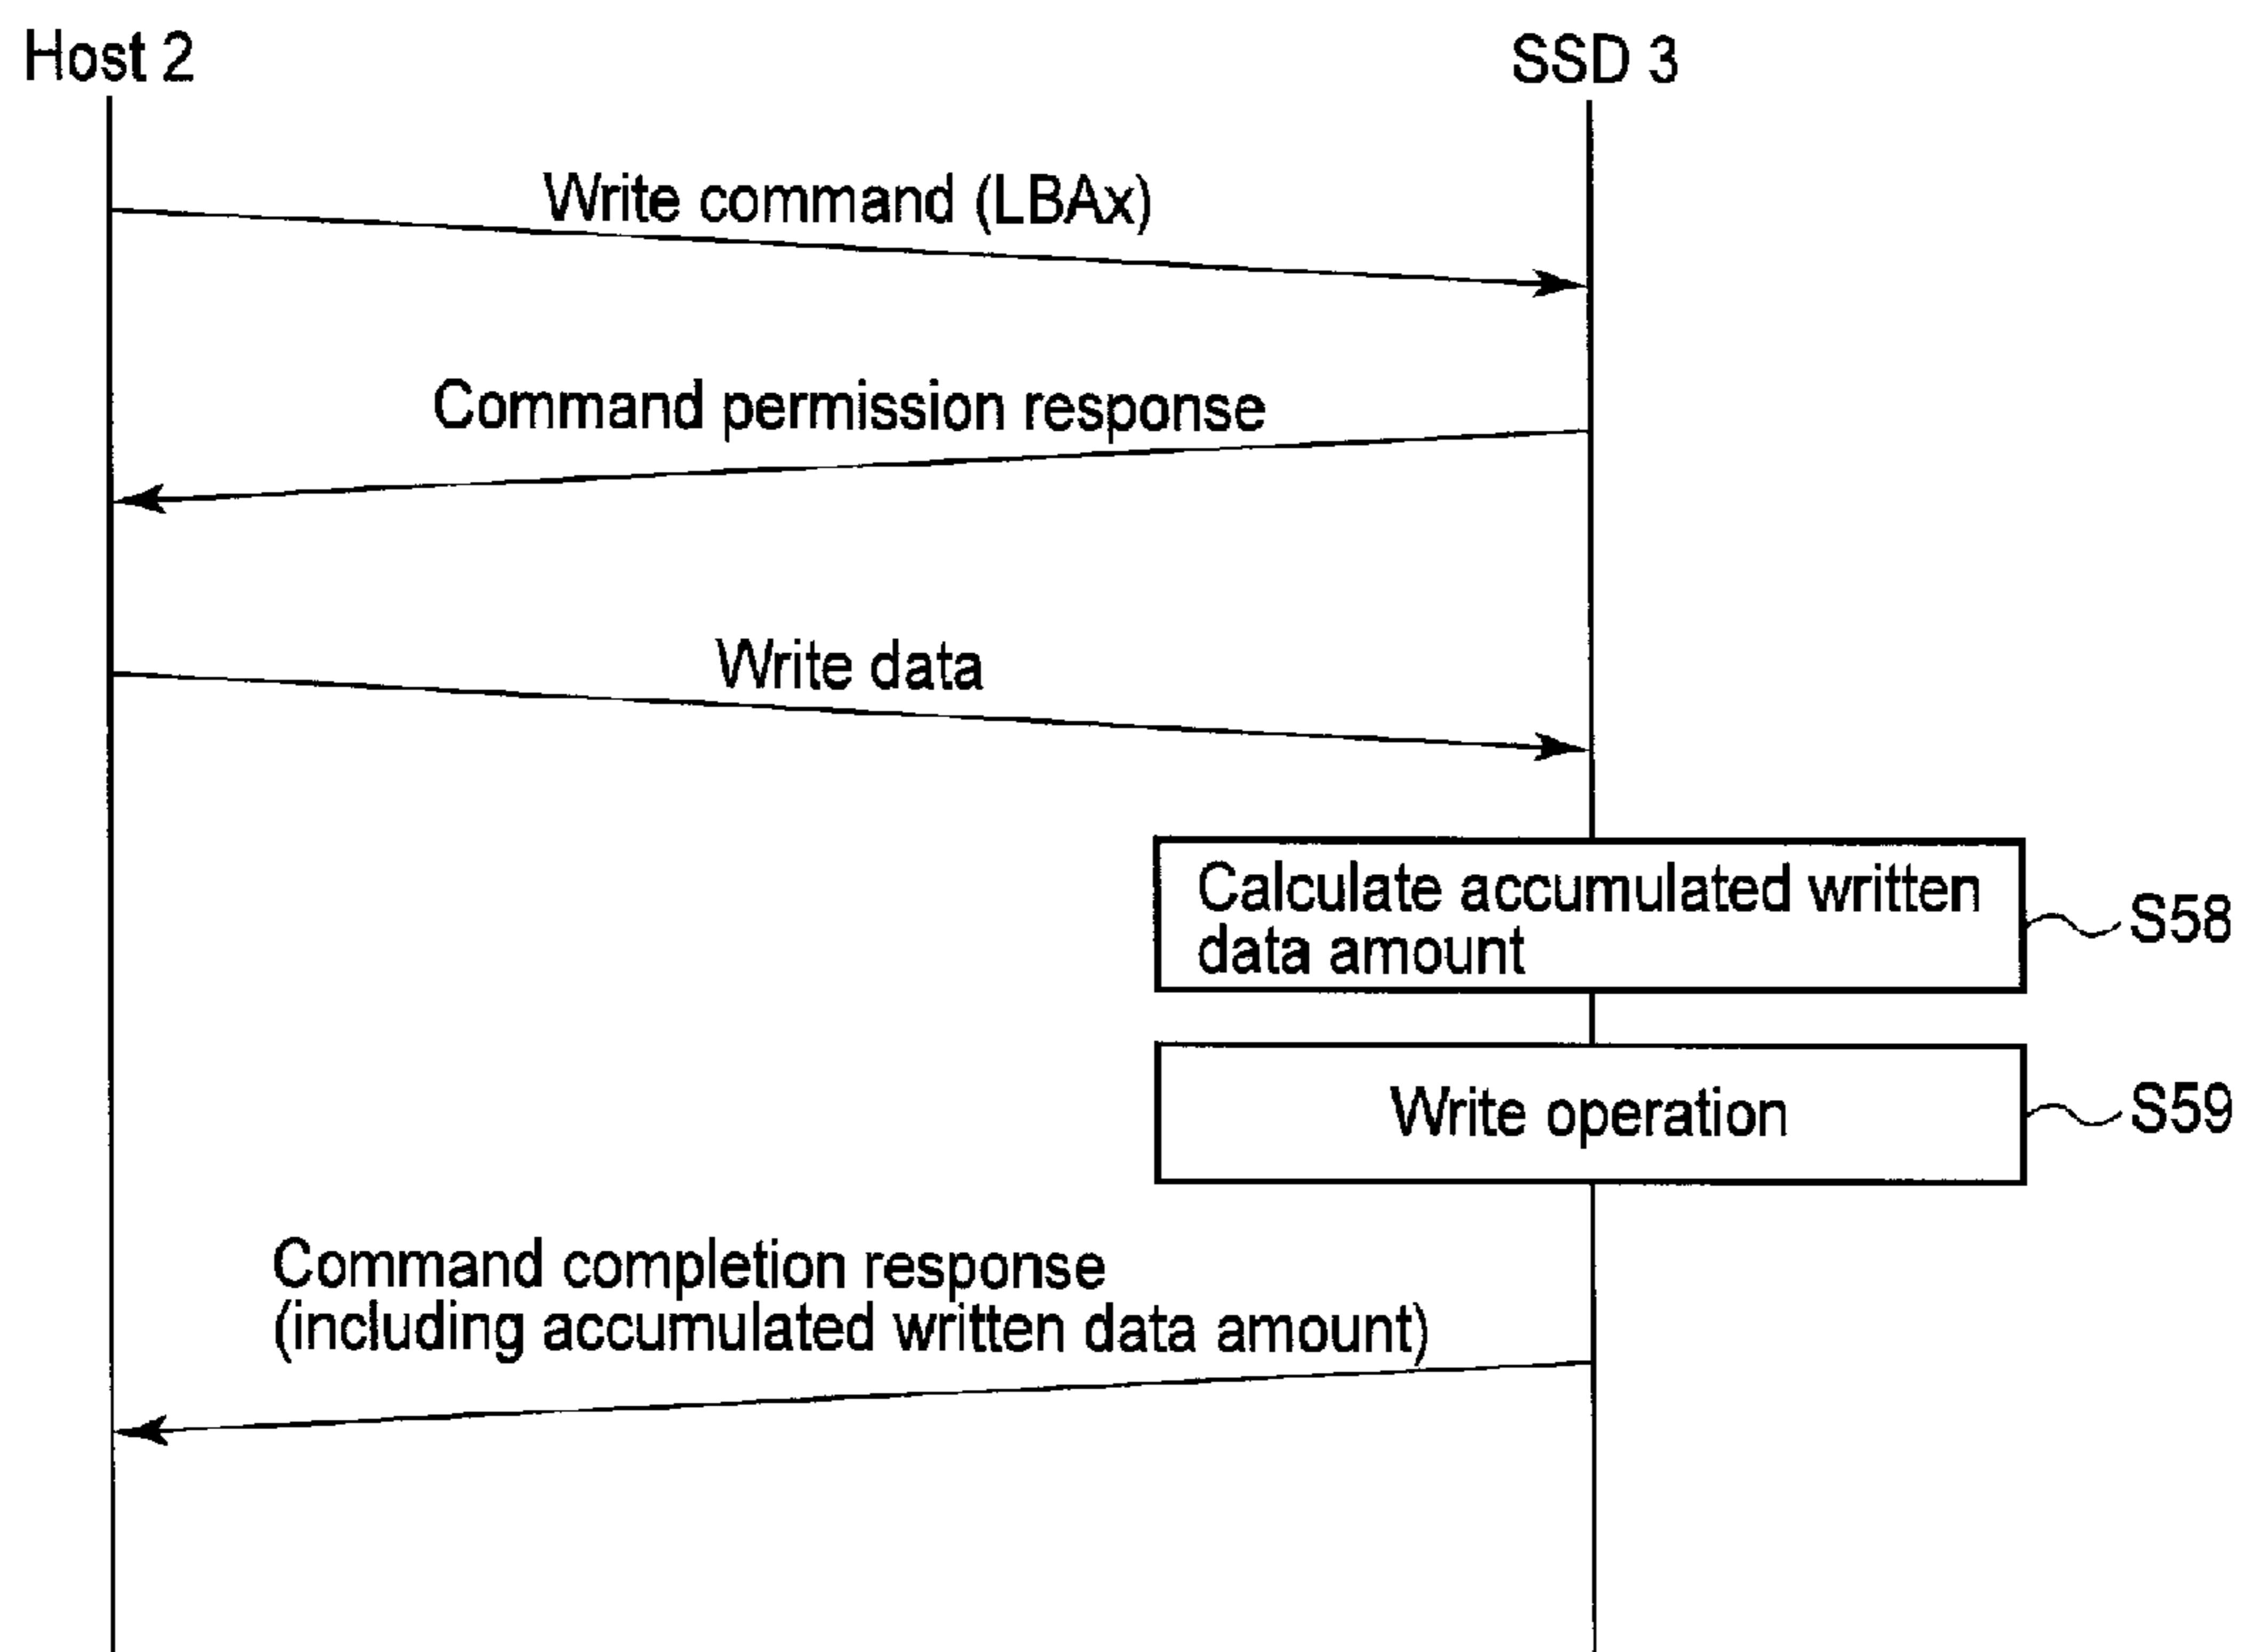 Host 2
SSD 3
Write command (LBAx)
Command permission response
Write data
Calculate accumulated written
data amount
S58
Write operation
S59
Command completion response
(including accumulated written data amount)